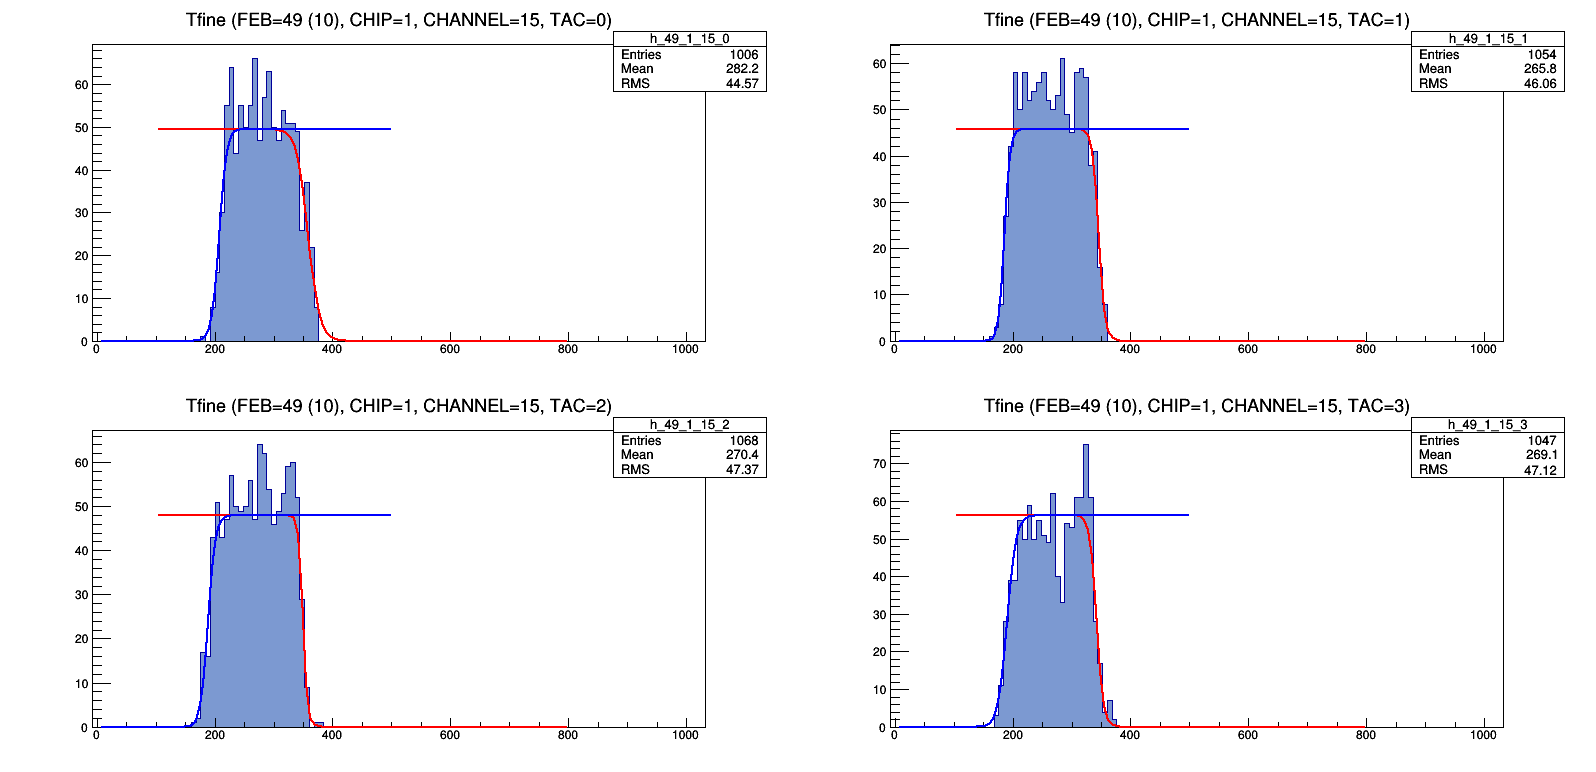 Tfine (FEB=49 (10), CHIP=1, CHANNEL=15, TAC=0)
h_49_1_15_0
Entries 1006
Mean 282.2
RMS 44.57
60
50
40
30
20
10
0
0 200 400 600 800 1000
Tfine (FEB=49 (10), CHIP=1, CHANNEL=15, TAC=1)
h_49_1_15_1
Entries 1054
Mean 265.8
RMS 46.06
60
50
40
30
20
10
0
0 200 400 600 800 1000
Tfine (FEB=49 (10), CHIP=1, CHANNEL=15, TAC=2)
h_49_1_15_2
Entries 1068
Mean 270.4
RMS 47.37
60
50
40
30
20
10
0
0 200 400 600 800 1000
Tfine (FEB=49 (10), CHIP=1, CHANNEL=15, TAC=3)
h_49_1_15_3
Entries 1047
Mean 269.1
RMS 47.12
70
60
50
40
30
20
10
0
0 200 400 600 800 1000